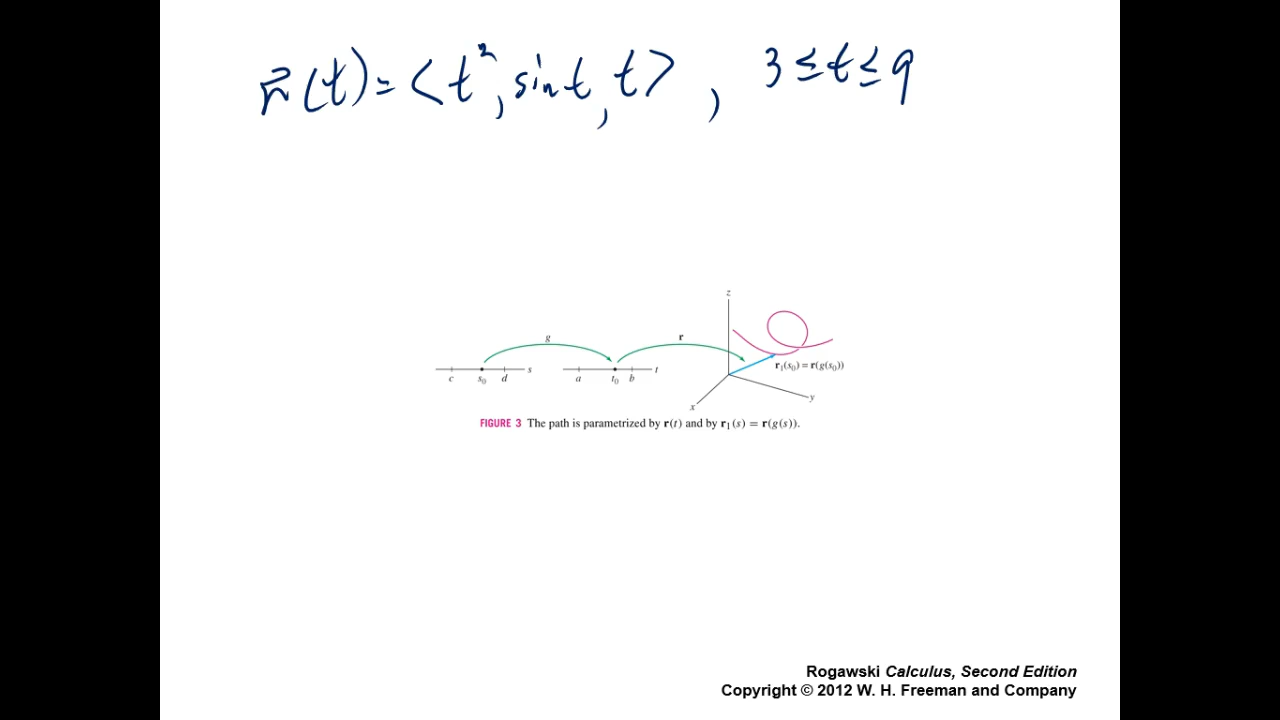 r⃗(t) = <t², sin t, t>, 3 ≤ t ≤ 9
z
g
r
c s₀ d s
a t₀ b t
r₁(s₀) = r(g(s₀))
x
y
FIGURE 3 The path is parametrized by r(t) and by r₁(s) = r(g(s)).
Rogawski Calculus, Second Edition
Copyright © 2012 W. H. Freeman and Company